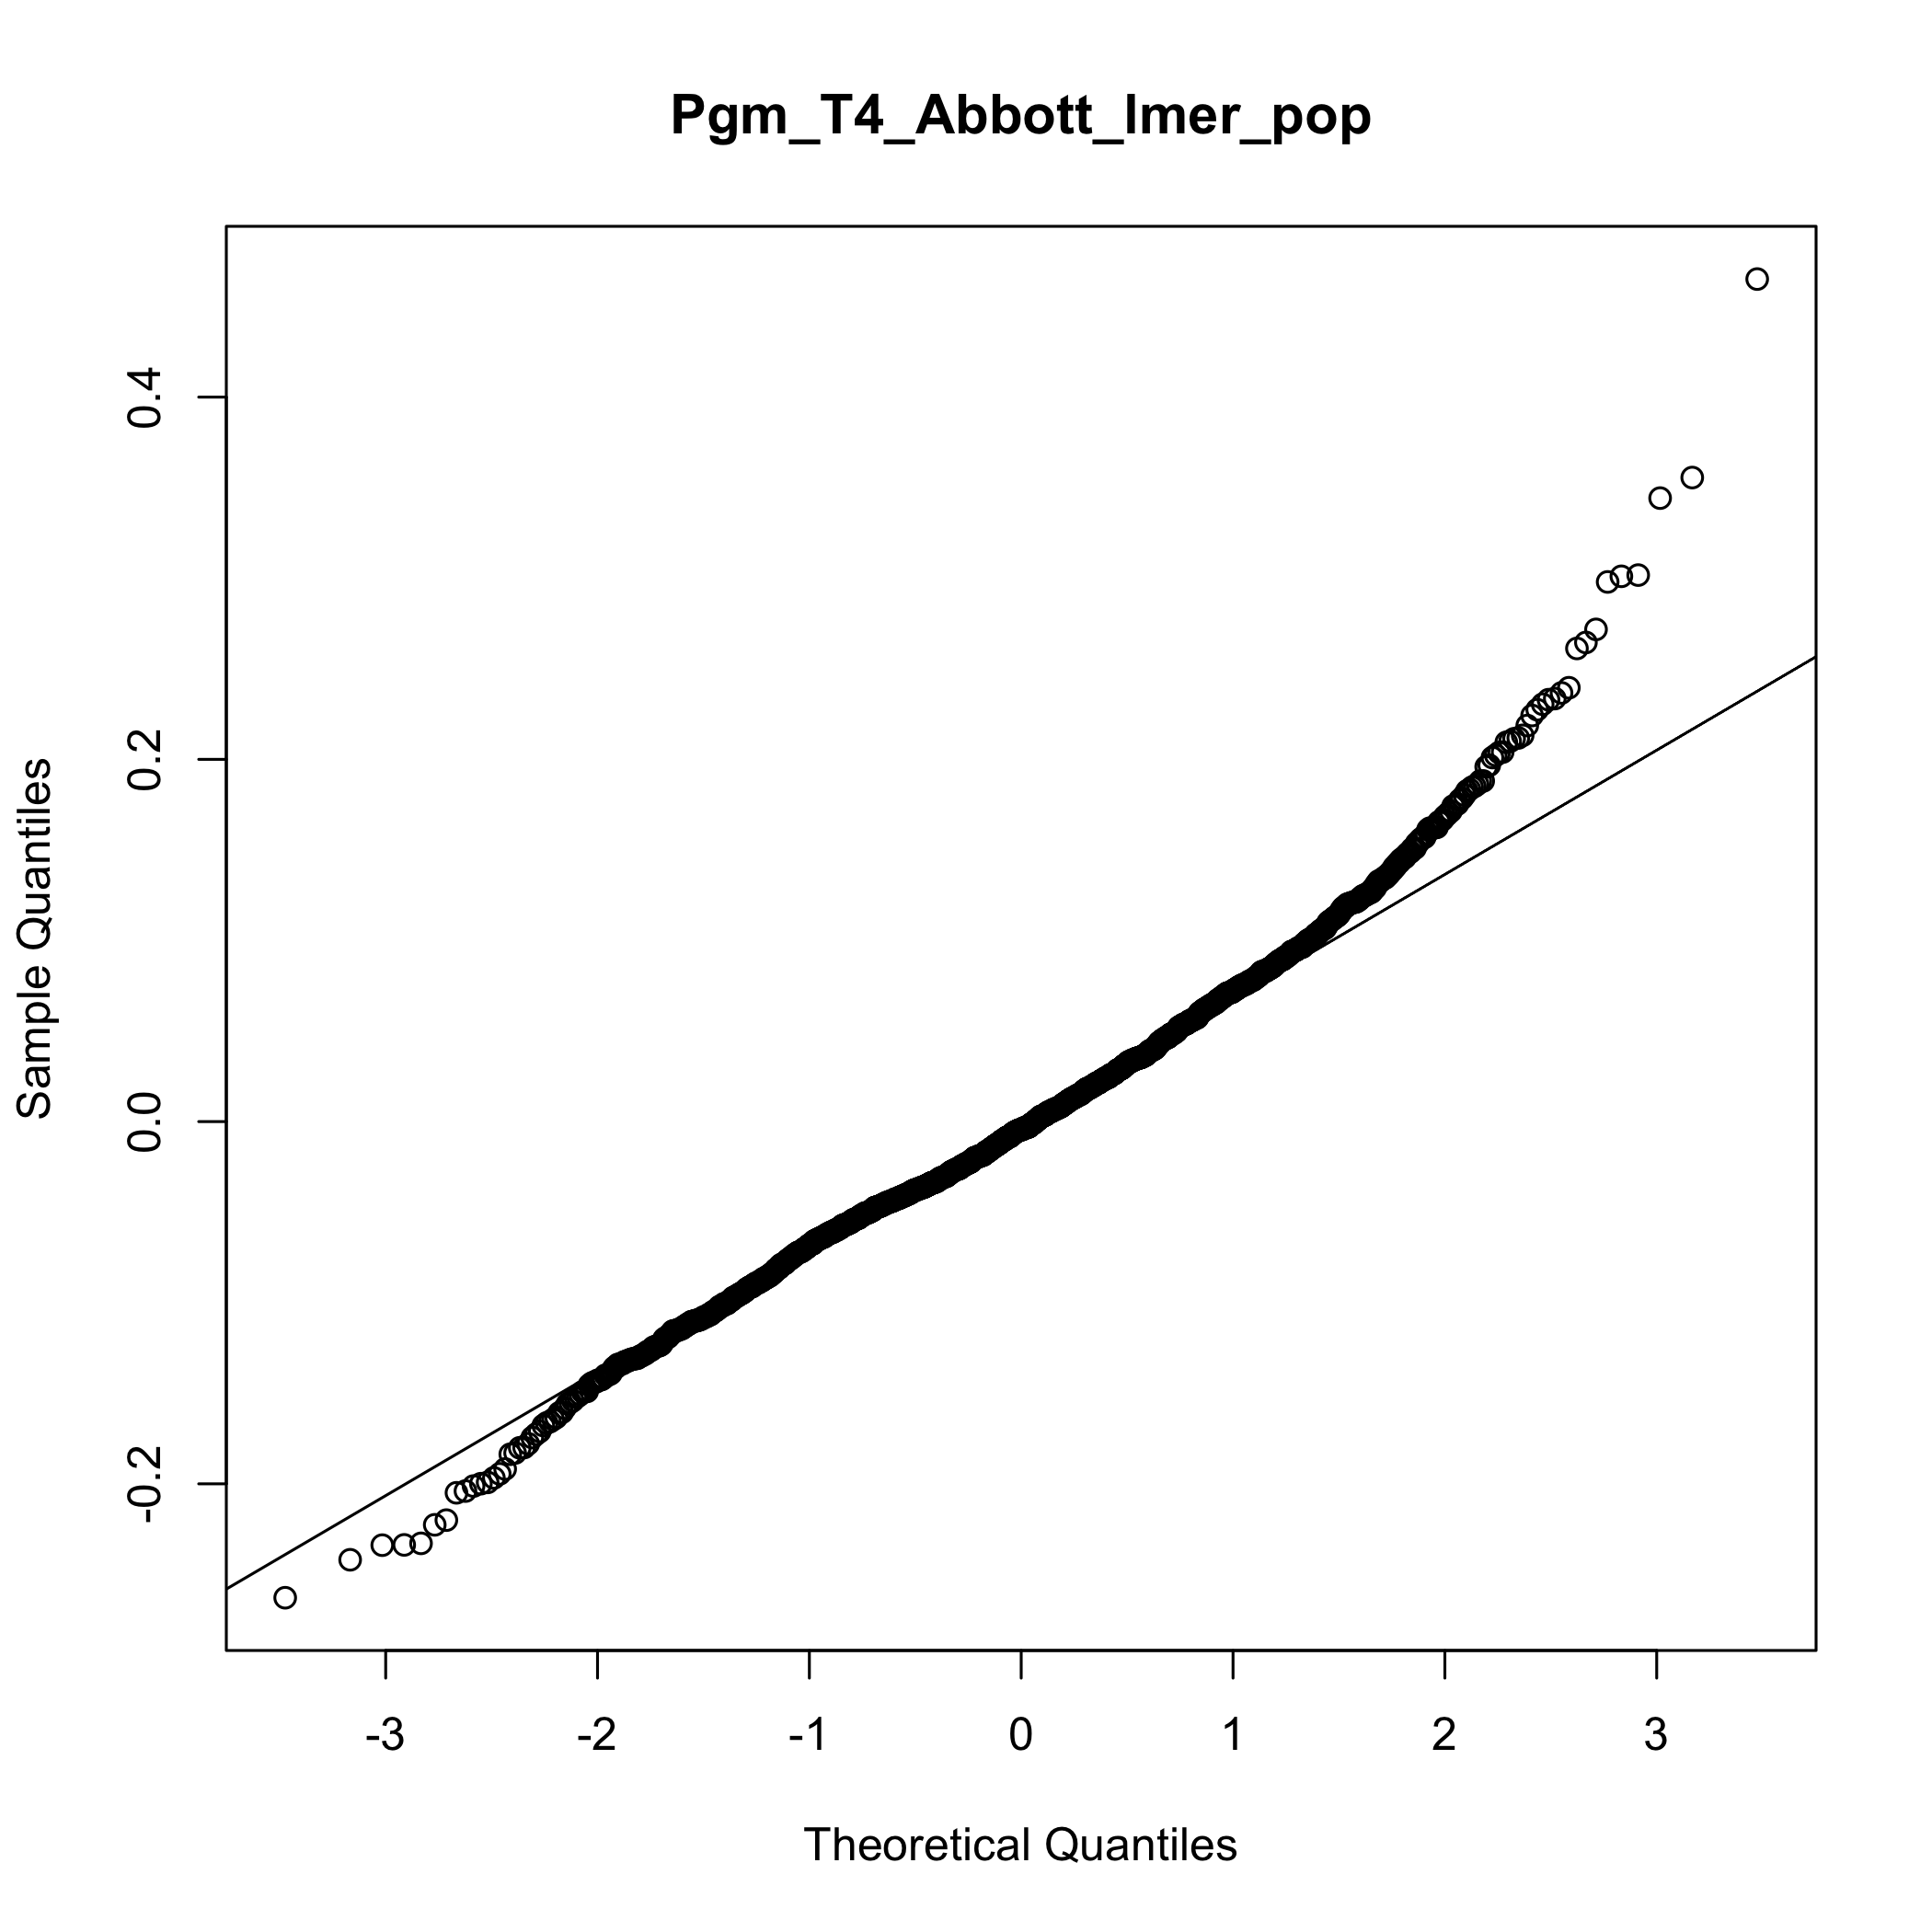 Pgm_T4_Abbott_lmer_pop
Sample Quantiles
0.4
0.2
0.0
-0.2
-3 -2 -1 0 1 2 3
Theoretical Quantiles